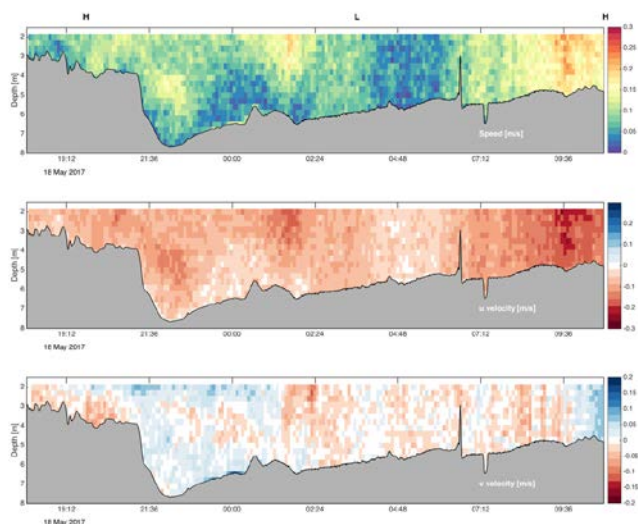 H L H
2 3 4 5 6 7 8
Depth [m]
0.3 0.25 0.2 0.15 0.1 0.05 0
Speed [m/s]
19:12 21:36 00:00 02:24 04:48 07:12 09:36
18 May 2017
2 3 4 5 6 7 8
Depth [m]
0.2 0.1 0 -0.1 -0.2 -0.3
u velocity [m/s]
19:12 21:36 00:00 02:24 04:48 07:12 09:36
18 May 2017
2 3 4 5 6 7 8
Depth [m]
0.2 0.15 0.1 0.05 0 -0.05 -0.1 -0.15 -0.2
v velocity [m/s]
19:12 21:36 00:00 02:24 04:48 07:12 09:36
18 May 2017